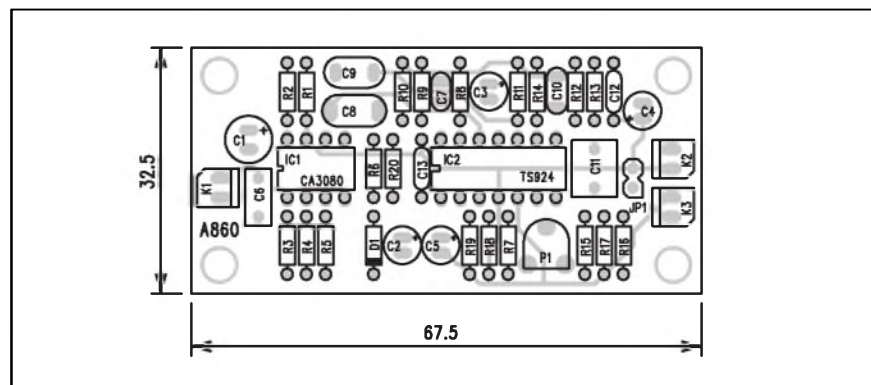 R2 R1 C9 C8 R10 R9 C7 R8 C3 + R11 R14 C10 R12 R13 C12 C4 +
C1 + IC1 CA3080 R6 R20 C13 IC2 TS924 C11 JP1 K2 K3
K1 C6 A860
R3 R4 R5 D1 C2 + C5 + R19 R18 R7 P1 R15 R17 R16
32.5
67.5